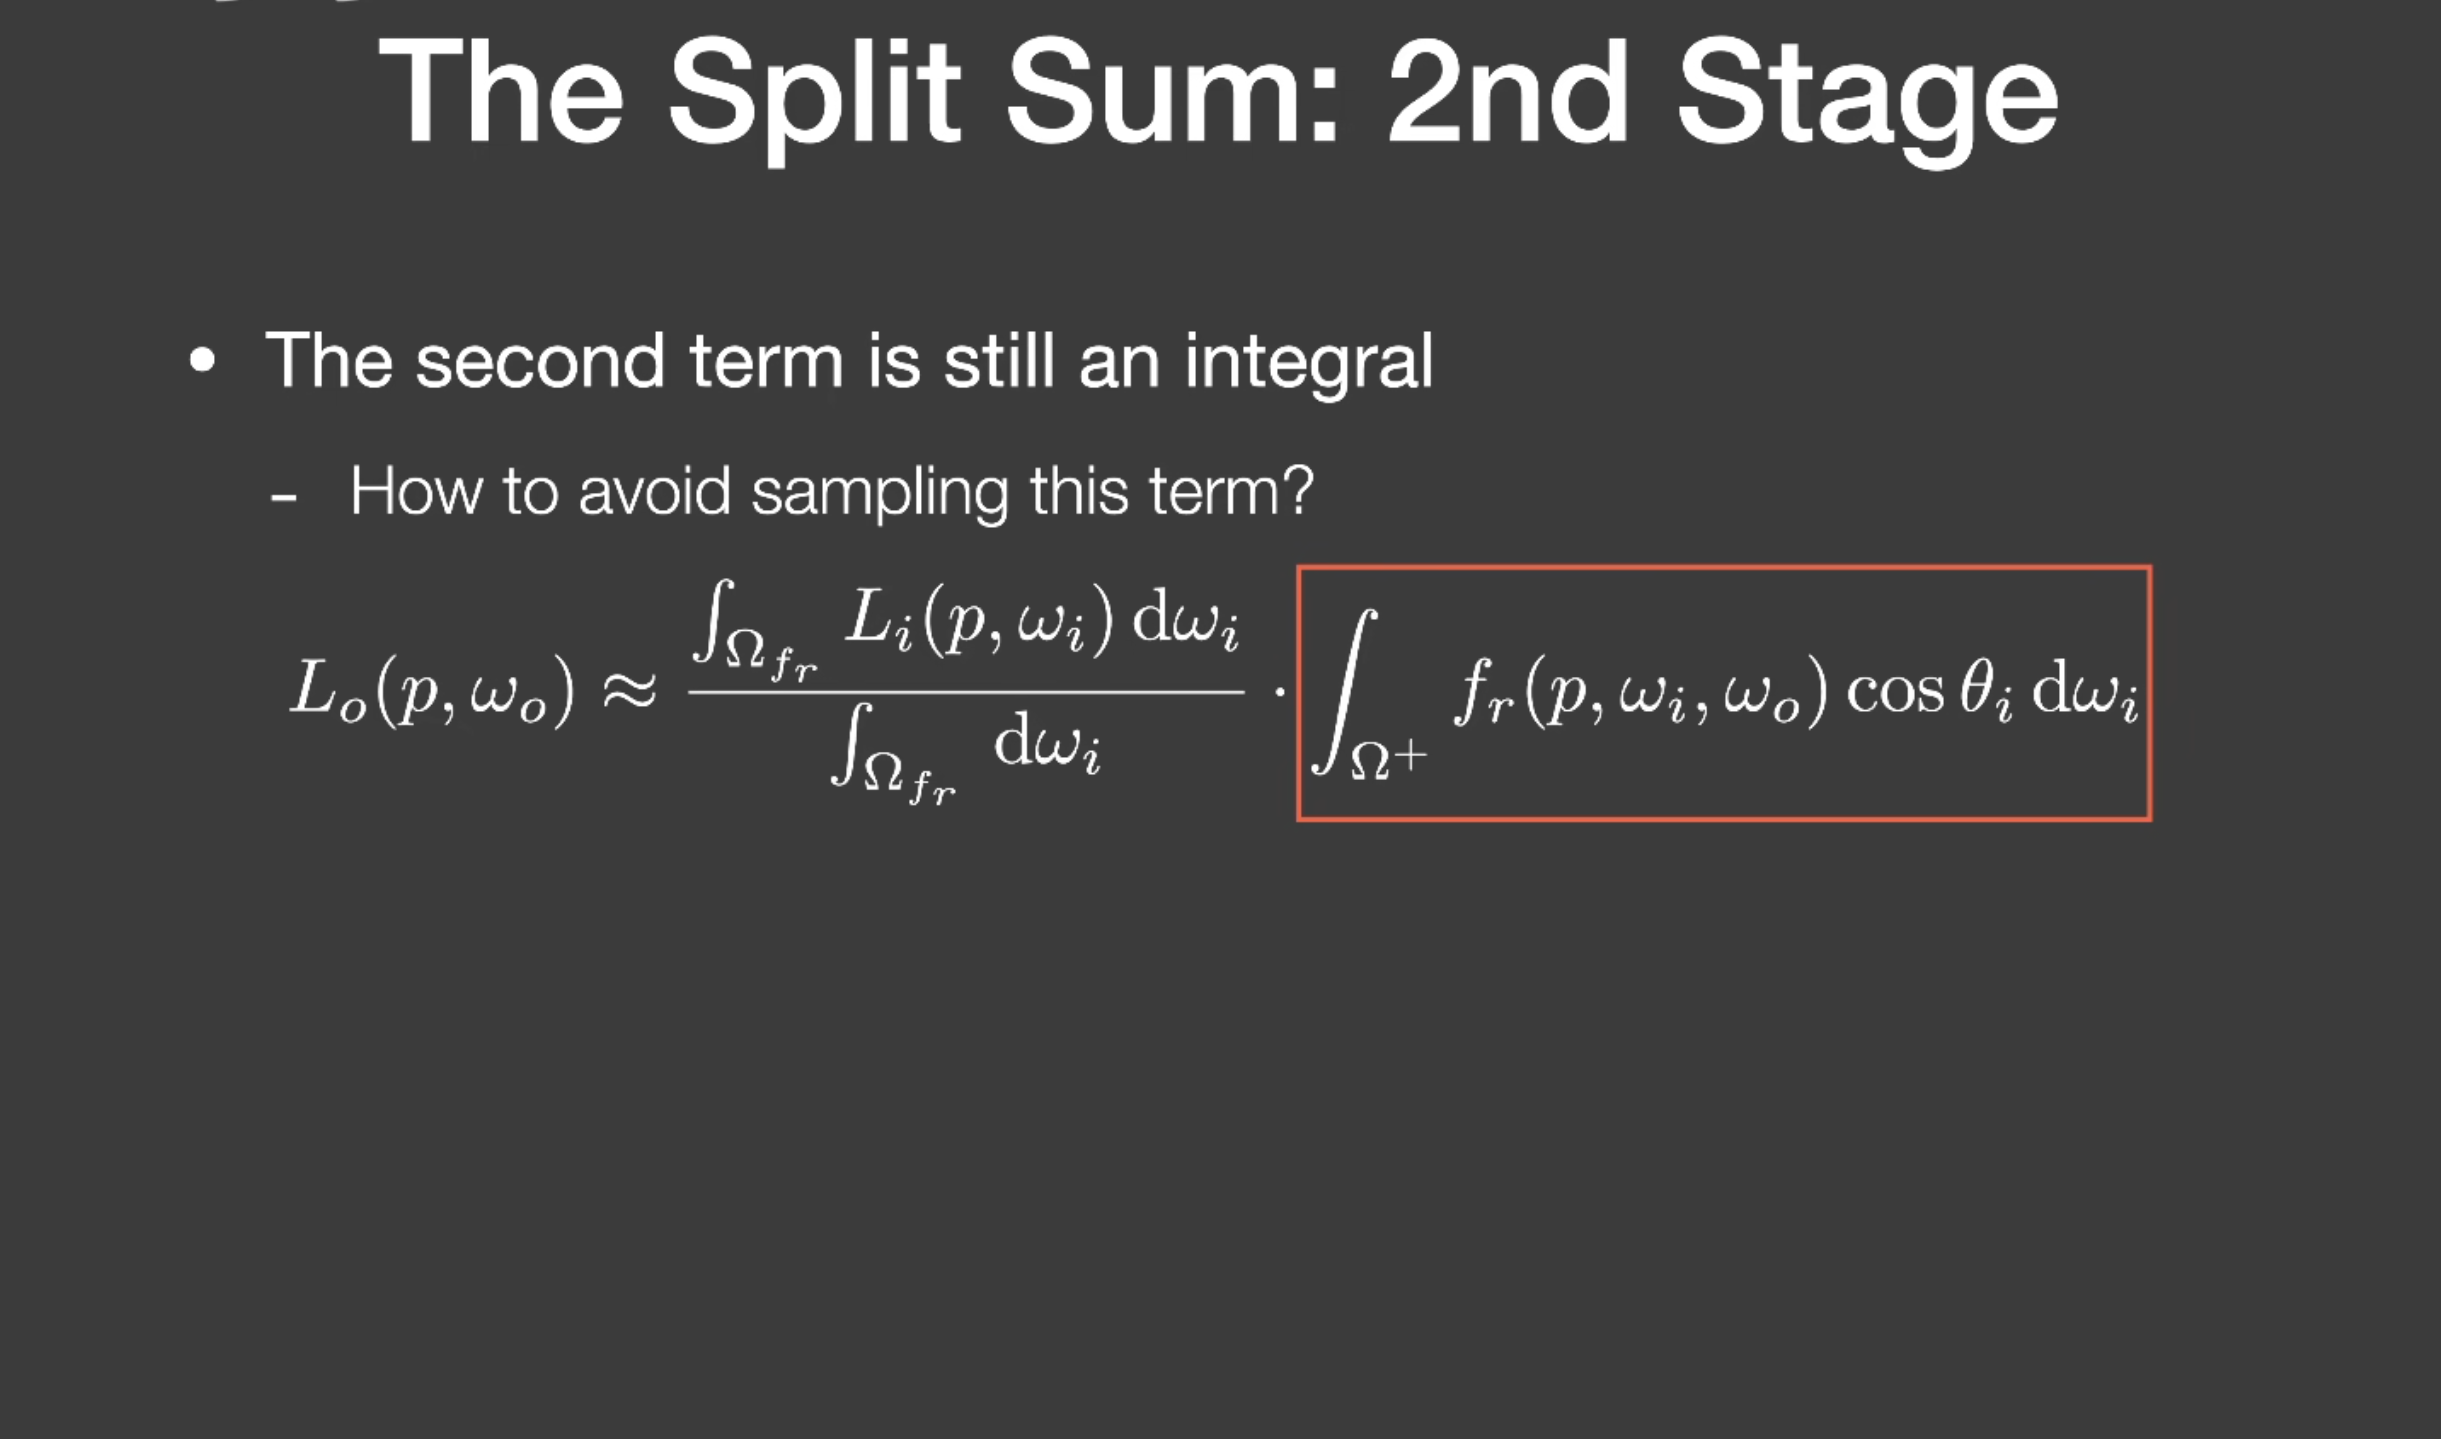 The Split Sum: 2nd Stage
• The second term is still an integral
- How to avoid sampling this term?
$L_o(p, \omega_o) \approx \frac{\int_{\Omega_{f_r}} L_i(p, \omega_i) \, \mathrm{d}\omega_i}{\int_{\Omega_{f_r}} \mathrm{d}\omega_i} \cdot \int_{\Omega^+} f_r(p, \omega_i, \omega_o) \cos\theta_i \, \mathrm{d}\omega_i$